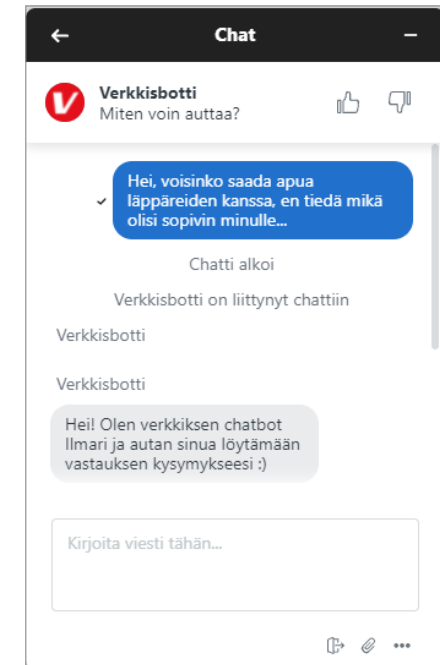 Chat
Verkkisbotti
Miten voin auttaa?
Hei, voisinko saada apua
läppäreiden kanssa, en tiedä mikä
olisi sopivin minulle...
Chatti alkoi
Verkkisbotti on liittynyt chattiin
Verkkisbotti
Verkkisbotti
Hei! Olen verkkiksen chatbot
Ilmari ja autan sinua löytämään
vastauksen kysymykseesi :)
Kirjoita viesti tähän...